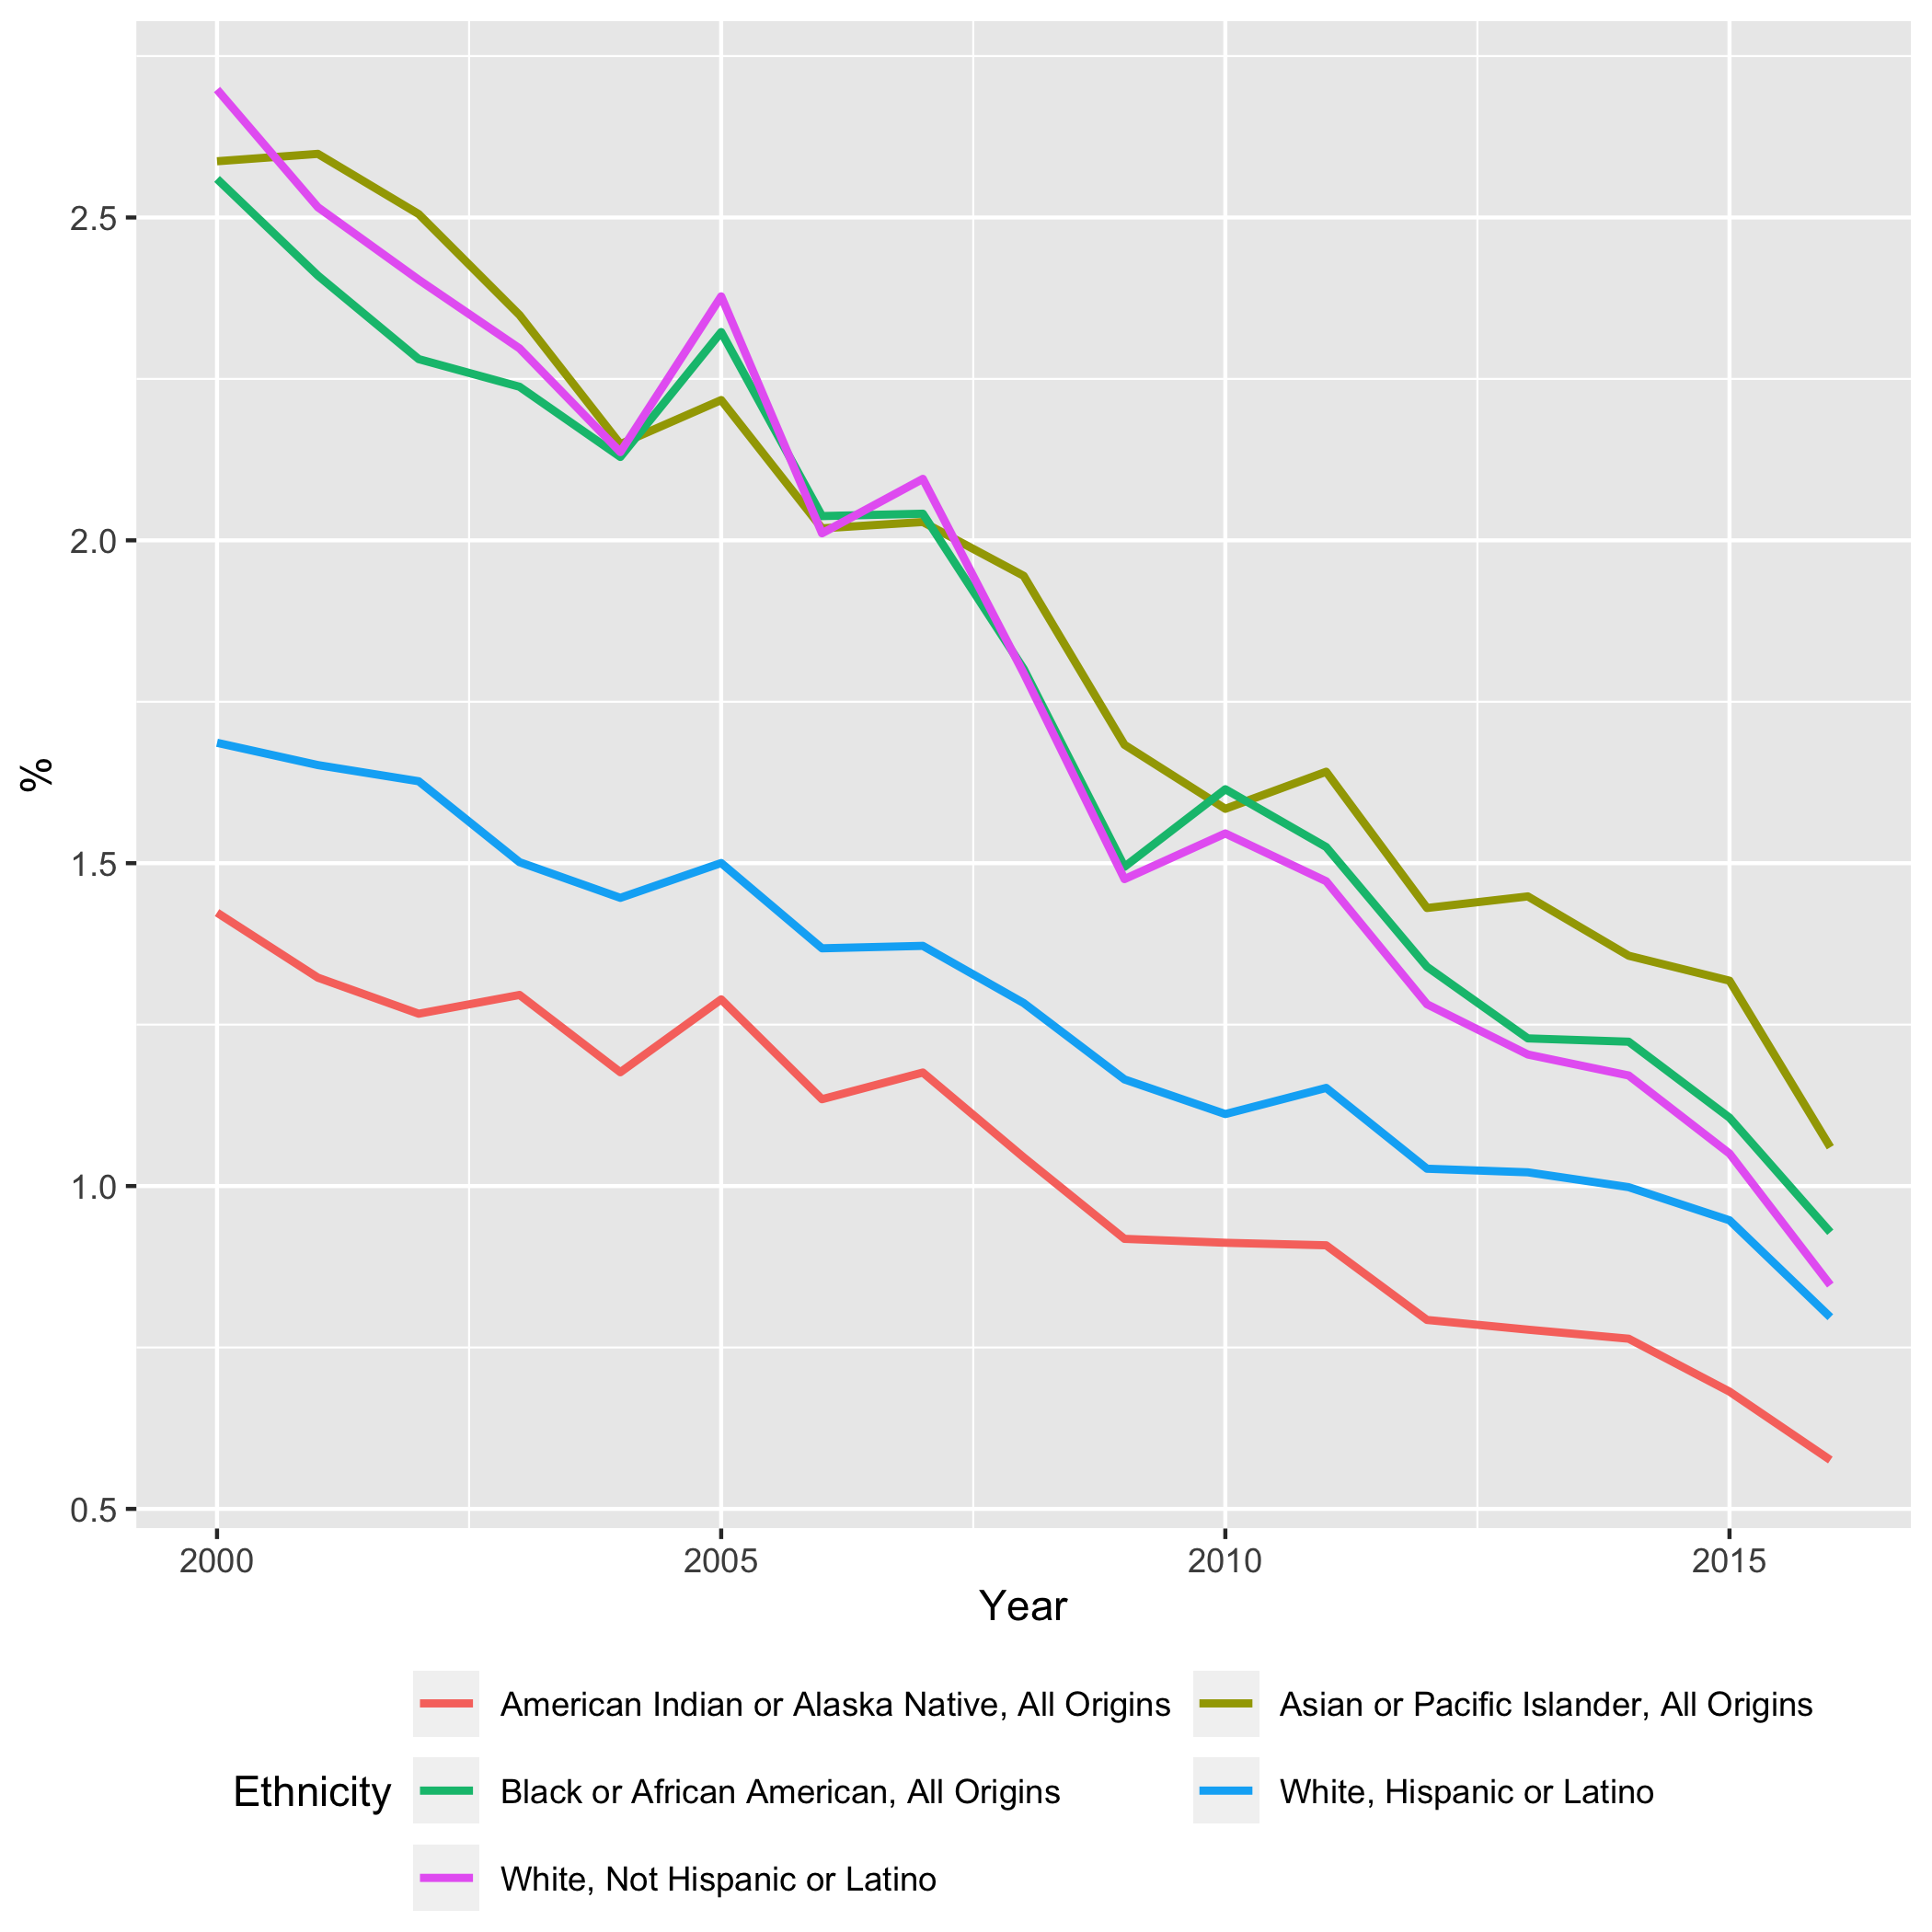 2.5
2.0
%
1.5
1.0
0.5
2000 2005 2010 2015
Year
American Indian or Alaska Native, All Origins Asian or Pacific Islander, All Origins
Ethnicity Black or African American, All Origins White, Hispanic or Latino
White, Not Hispanic or Latino